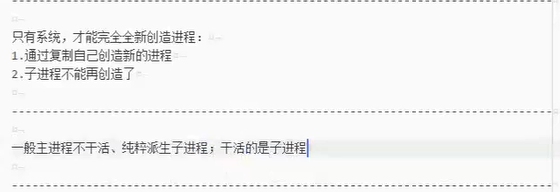 只有系统，才能完全全新创造进程：
1.通过复制自己创造新的进程
2.子进程不能再创造了
一般主进程不干活、纯粹派生子进程；干活的是子进程